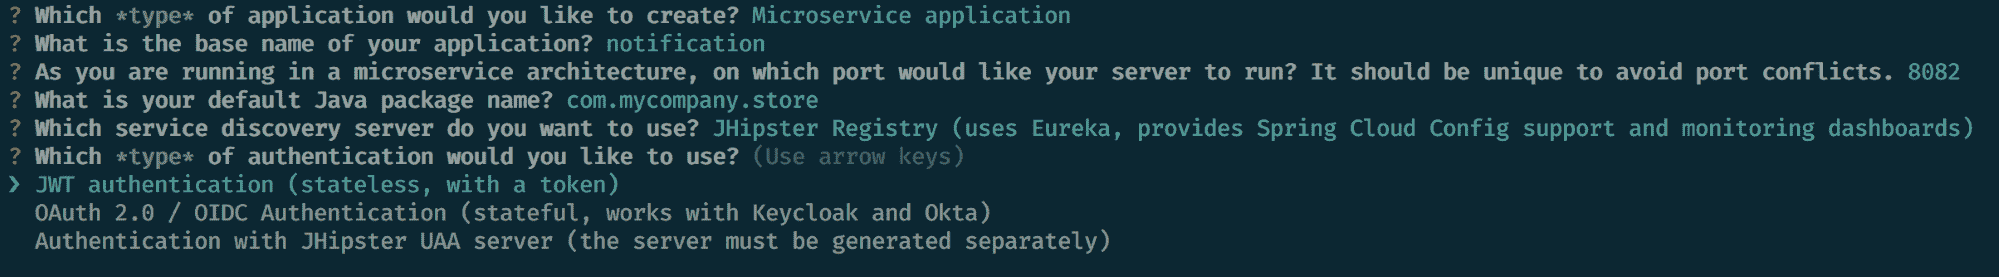 ? Which *type* of application would you like to create? Microservice application
? What is the base name of your application? notification
? As you are running in a microservice architecture, on which port would like your server to run? It should be unique to avoid port conflicts. 8082
? What is your default Java package name? com.mycompany.store
? Which service discovery server do you want to use? JHipster Registry (uses Eureka, provides Spring Cloud Config support and monitoring dashboards)
? Which *type* of authentication would you like to use? (Use arrow keys)
❯ JWT authentication (stateless, with a token)
OAuth 2.0 / OIDC Authentication (stateful, works with Keycloak and Okta)
Authentication with JHipster UAA server (the server must be generated separately)